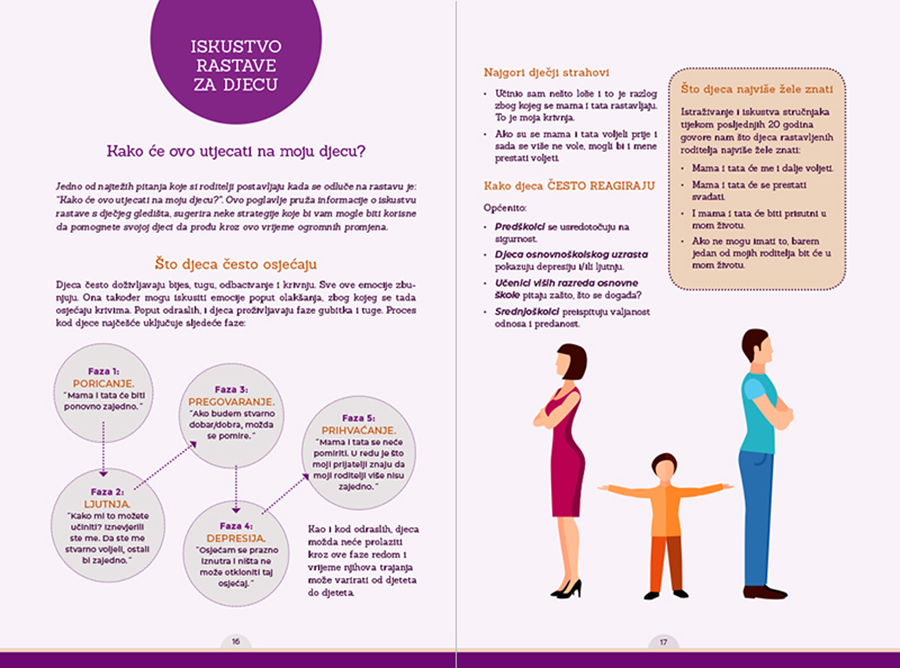 ISKUSTVO
RASTAVE
ZA DJECU
Kako će ovo utjecati na moju djecu?
Jedno od najtežih pitanja koje si roditelji postavljaju kada se odluče na rastavu je:
"Kako će ovo utjecati na moju djecu?". Ovo poglavlje pruža informacije o iskustvu
rastave s dječjeg gledišta, sugerira neke strategije koje bi vam mogle biti korisne
da pomognete svojoj djeci da prođu kroz ovo vrijeme ogromnih promjena.
Što djeca često osjećaju
Djeca često doživljavaju bijes, tugu, odbacivanje i krivnju. Sve ove emocije zbu-
njuju. Ona također mogu iskusiti emocije poput olakšanja, zbog kojeg se tada
osjećaju krivima. Poput odraslih, i djeca proživljavaju faze gubitka i tuge. Proces
kod djece najčešće uključuje sljedeće faze:
Faza 1:
PORICANJE.
"Mama i tata će biti
ponovno zajedno."
Faza 2:
LJUTNJA.
"Kako mi to možete
učiniti? Iznevjerili
ste me. Da ste me
stvarno voljeli, ostali
bi zajedno."
Faza 3:
PREGOVARANJE.
"Ako budem stvarno
dobar/dobra, možda
se pomire."
Faza 4:
DEPRESIJA.
"Osjećam se prazno
iznutra i ništa ne
može otkloniti taj
osjećaj."
Faza 5:
PRIHVAĆANJE.
"Mama i tata se neće
pomiriti. U redu je što
moji prijatelji znaju da
moji roditelji više nisu
zajedno."
Kao i kod odraslih, djeca
možda neće prolaziti
kroz ove faze redom i
vrijeme njihova trajanja
može varirati od djeteta
do djeteta.
16
Najgori dječji strahovi
• Učinio sam nešto loše i to je razlog
zbog kojeg se mama i tata rastavljaju.
To je moja krivnja.
• Ako su se mama i tata voljeli prije i
sada se više ne vole, mogli bi i mene
prestati voljeti.
Kako djeca ČESTO REAGIRAJU
Općenito:
• Predškolci se usredotočuju na
sigurnost.
• Djeca osnovnoškolskog uzrasta
pokazuju depresiju i/ili ljutnju.
• Učenici viših razreda osnovne
škole pitaju zašto, što se događa?
• Srednjoškolci preispituju valjanost
odnosa i predanost.
Što djeca najviše žele znati
Istraživanje i iskustva stručnjaka
tijekom posljednjih 20 godina
govore nam što djeca rastavljenih
roditelja najviše žele znati:
• Mama i tata će me i dalje voljeti.
• Mama i tata će se prestati
svađati.
• I mama i tata će biti prisutni u
mom životu.
• Ako ne mogu imati to, barem
jedan od mojih roditelja bit će u
mom životu.
17